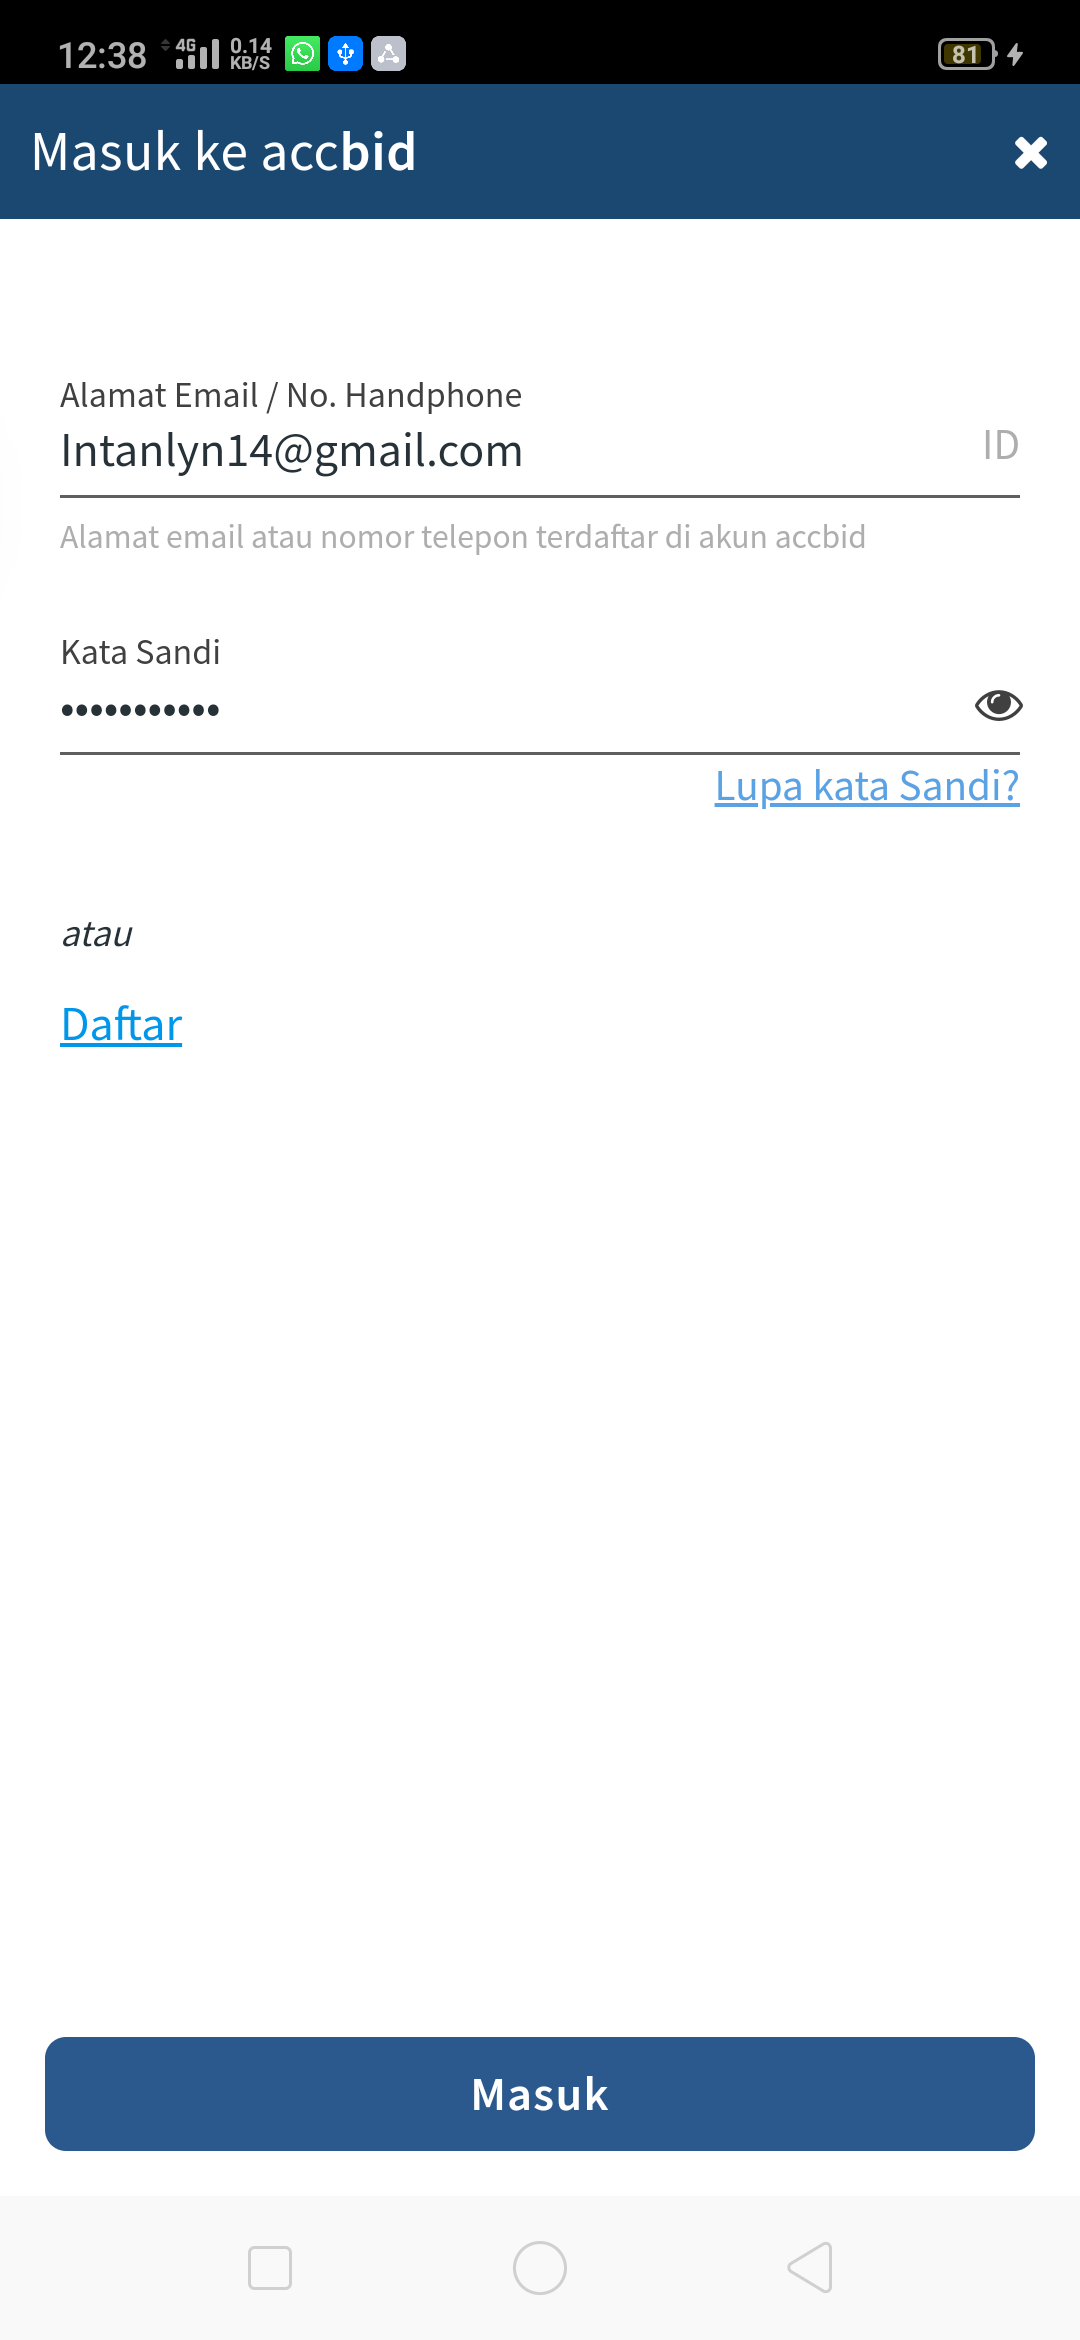 12:38 4G 0.14 KB/S 81
Masuk ke accbid
Alamat Email / No. Handphone
Intanlyn14@gmail.com ID
Alamat email atau nomor telepon terdaftar di akun accbid
Kata Sandi
•••••••••••
Lupa kata Sandi?
atau
Daftar
Masuk